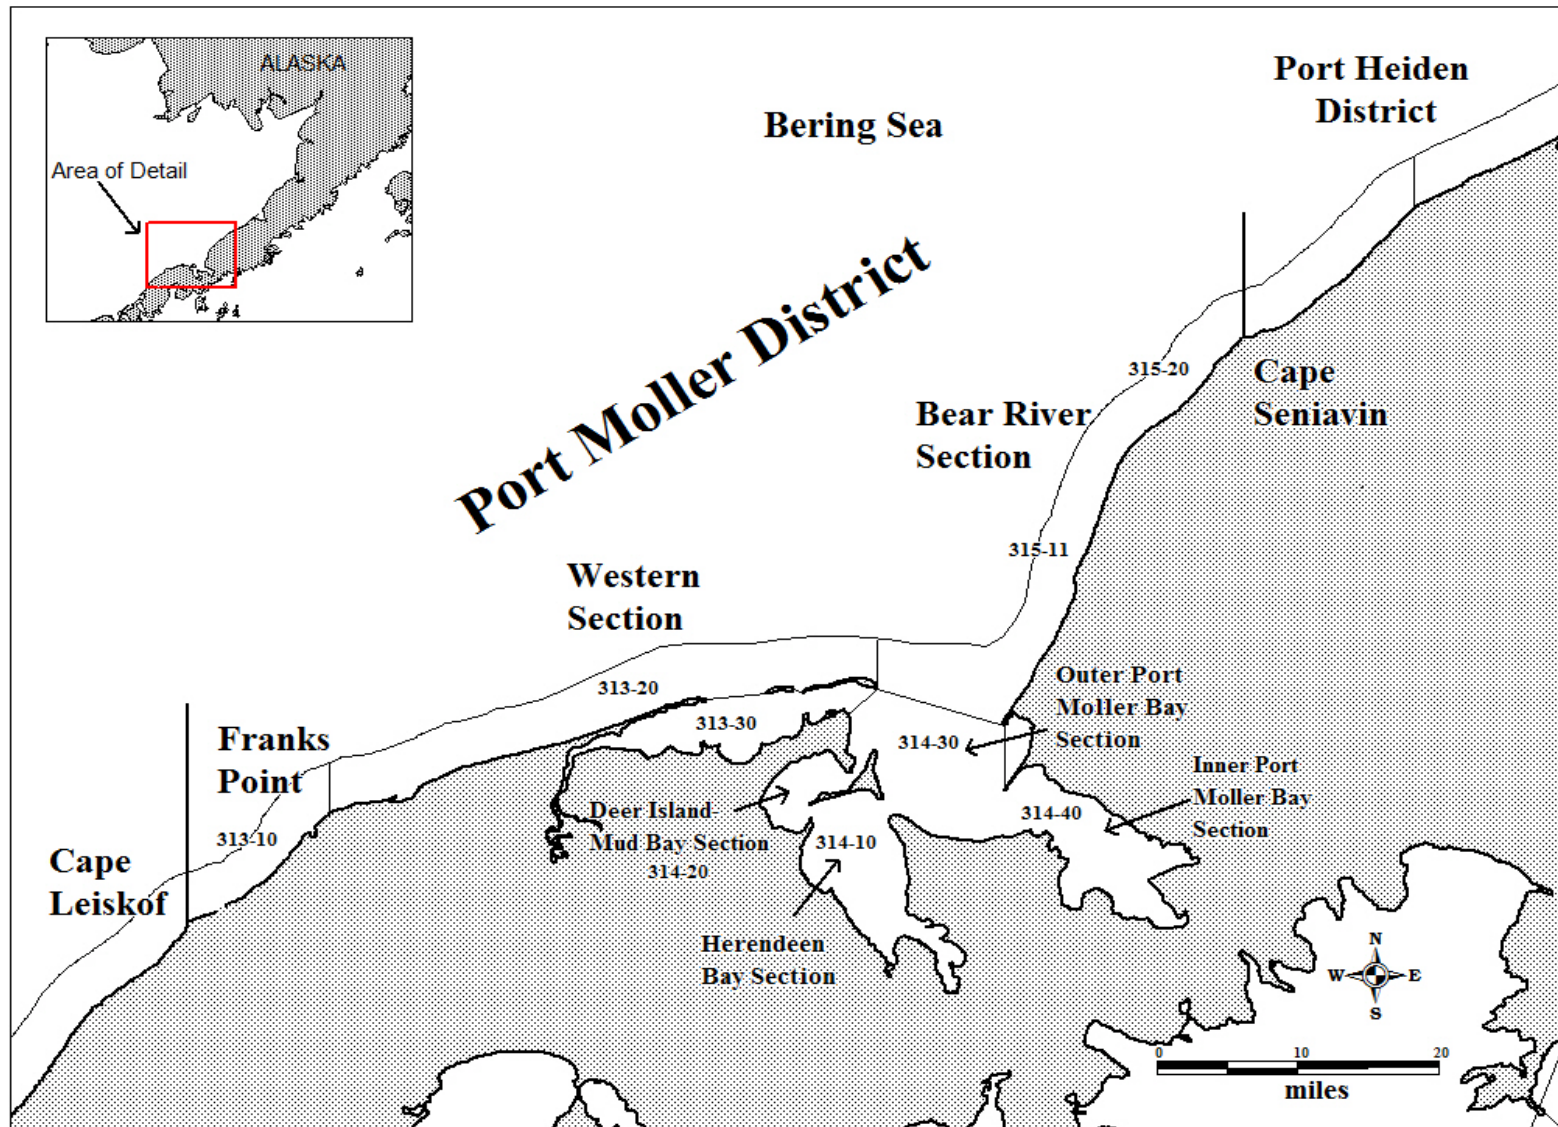 ALASKA
Area of Detail
Bering Sea
Port Heiden
District
Port Moller District
315-20
Cape
Seniavin
Bear River
Section
315-11
Western
Section
313-20
313-30
Outer Port
Moller Bay
Section
314-30
Franks
Point
313-10
Inner Port
Moller Bay
Section
314-40
Deer Island-
Mud Bay Section
314-20
314-10
Cape
Leiskof
Herendeen
Bay Section
N
W
E
S
0
10
20
miles